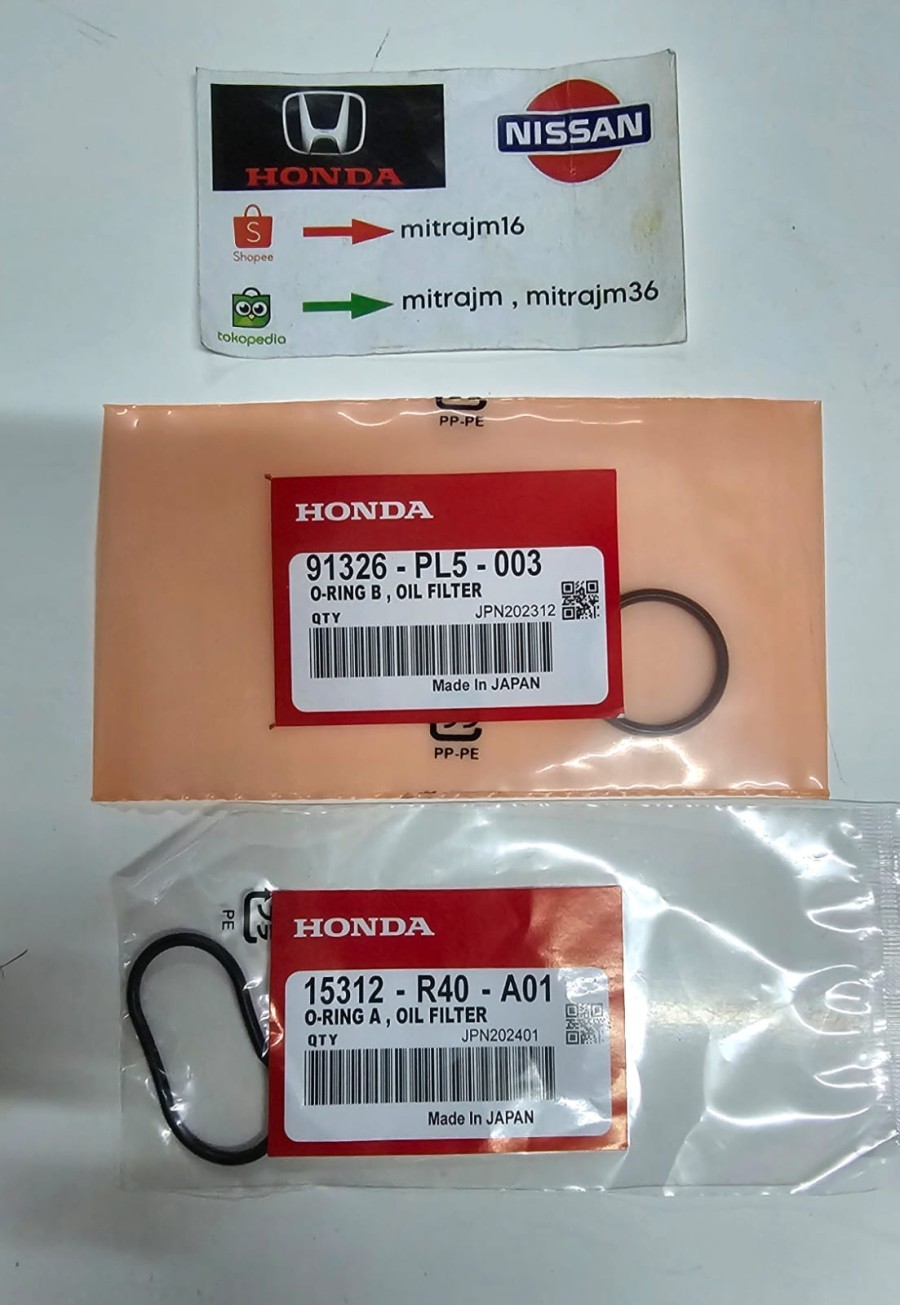 HONDA
NISSAN
S
Shopee
mitrajm16
tokopedia
mitrajm , mitrajm36
PP-PE
HONDA
91326 - PL5 - 003
O-RING B , OIL FILTER
QTY
JPN202312
Made In JAPAN
PP-PE
PE
HONDA
15312 - R40 - A01
O-RING A , OIL FILTER
QTY
JPN202401
Made In JAPAN